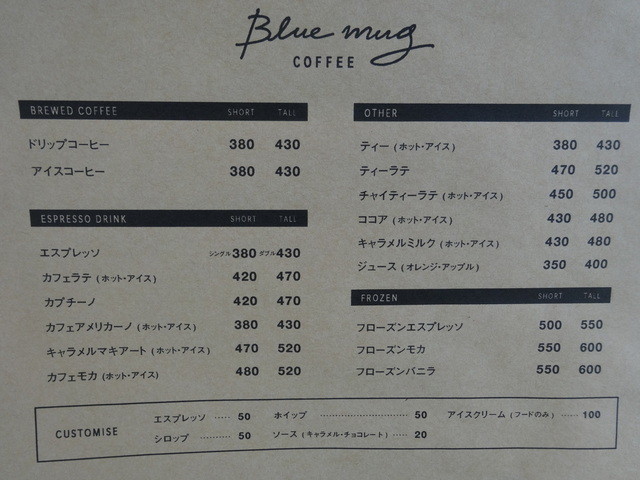 Blue mug
COFFEE
BREWED COFFEE SHORT TALL
ドリップコーヒー 380 430
アイスコーヒー 380 430
ESPRESSO DRINK SHORT TALL
エスプレッソ シングル380 ダブル430
カフェラテ (ホット・アイス) 420 470
カプチーノ 420 470
カフェアメリカーノ (ホット・アイス) 380 430
キャラメルマキアート (ホット・アイス) 470 520
カフェモカ (ホット・アイス) 480 520
OTHER SHORT TALL
ティー (ホット・アイス) 380 430
ティーラテ 470 520
チャイティーラテ (ホット・アイス) 450 500
ココア (ホット・アイス) 430 480
キャラメルミルク (ホット・アイス) 430 480
ジュース (オレンジ・アップル) 350 400
FROZEN SHORT TALL
フローズンエスプレッソ 500 550
フローズンモカ 550 600
フローズンバニラ 550 600
CUSTOMISE
エスプレッソ ····· 50 ホイップ ························ 50 アイスクリーム (フードのみ) ····· 100
シロップ ·········· 50 ソース (キャラメル・チョコレート) ····· 20